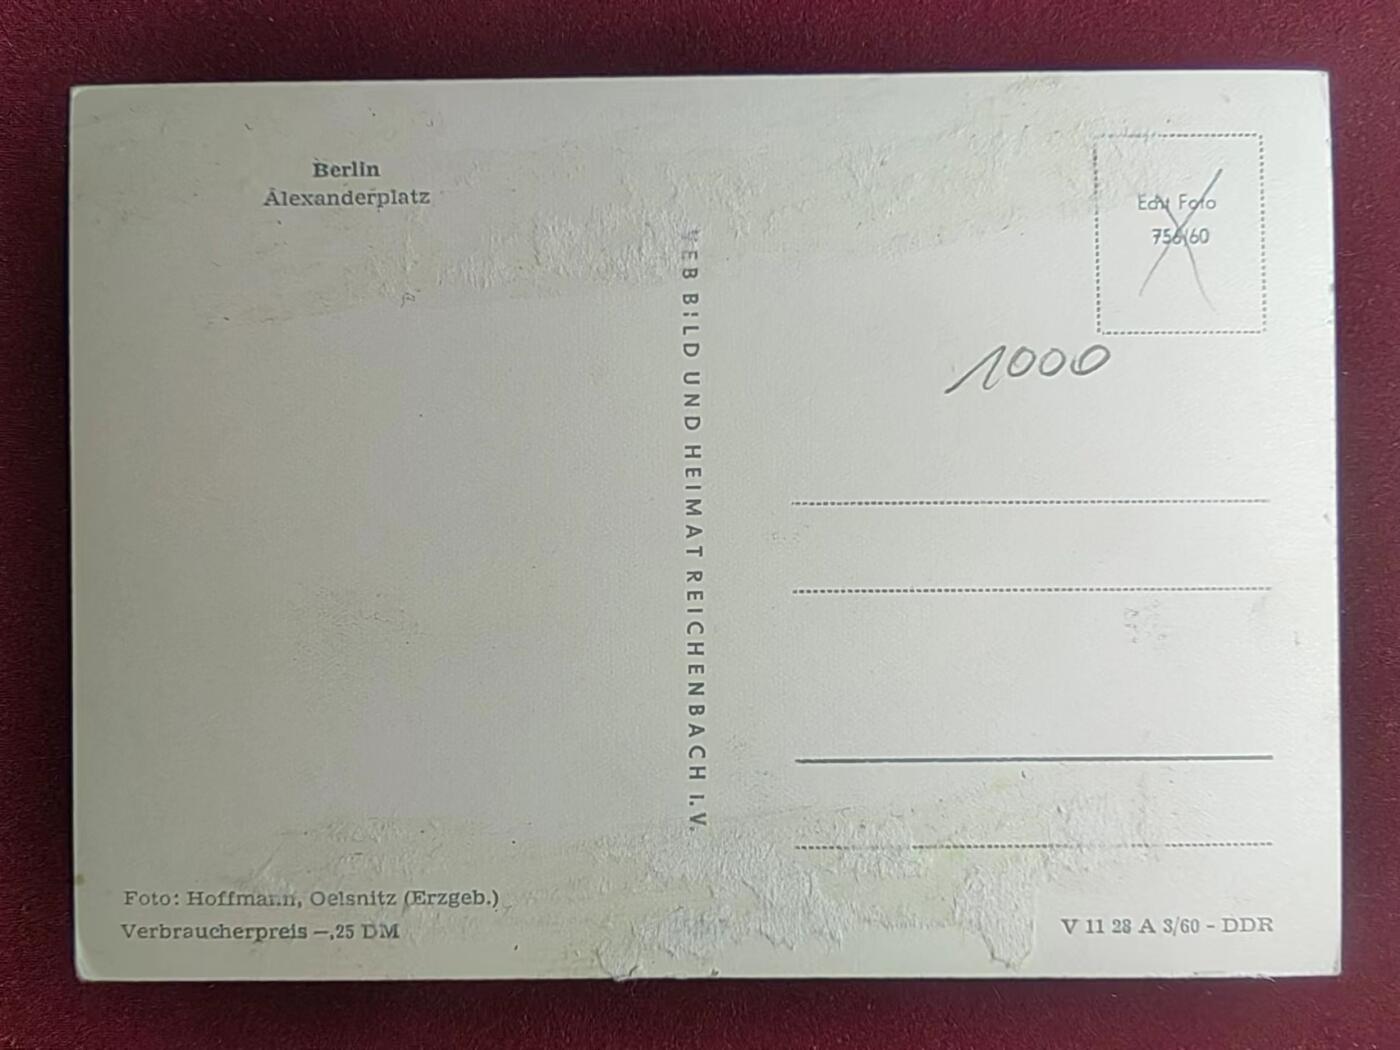 Berlin
Alexanderplatz
VEB BILD UND HEIMAT REICHENBACH I.V.
Echt Foto
756/60
1000
Foto: Hoffmann, Oelsnitz (Erzgeb.)
Verbraucherpreis —,25 DM
V 11 28 A 3/60 - DDR